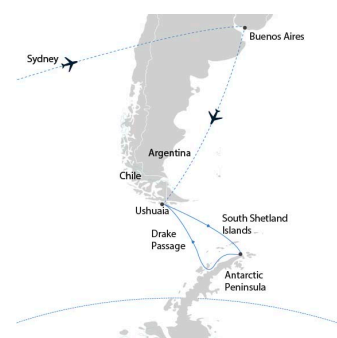 Buenos Aires
Sydney
Argentina
Chile
Ushuaia
South Shetland
Islands
Drake
Passage
Antarctic
Peninsula